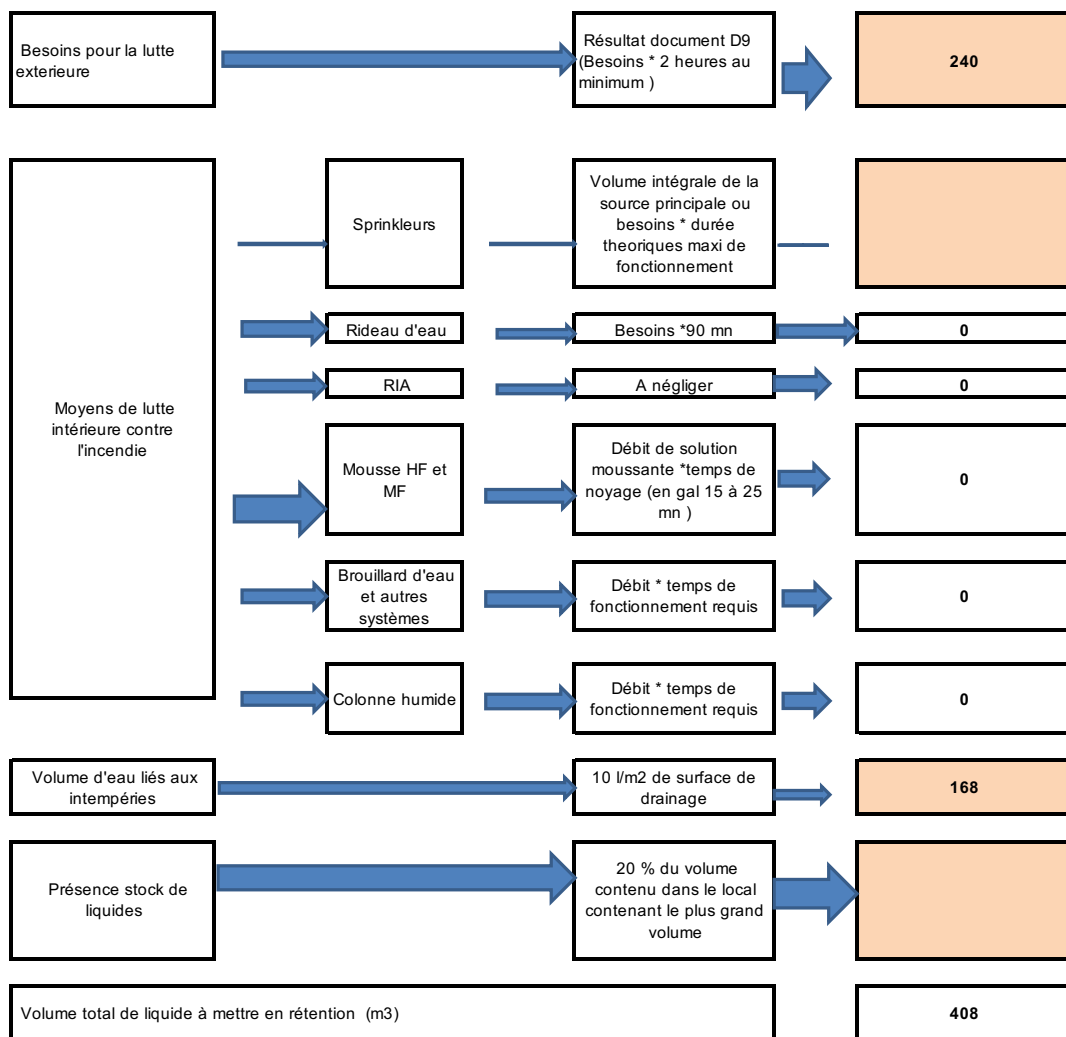 Besoins pour la lutte
exterieure
Résultat document D9
(Besoins * 2 heures au
minimum )
240
Moyens de lutte
intérieure contre
l'incendie
Sprinkleurs
Volume intégrale de la
source principale ou
besoins * durée
theoriques maxi de
fonctionnement
Rideau d'eau
Besoins *90 mn
0
RIA
A négliger
0
Mousse HF et
MF
Débit de solution
moussante *temps de
noyage (en gal 15 à 25
mn )
0
Brouillard d'eau
et autres
systèmes
Débit * temps de
fonctionnement requis
0
Colonne humide
Débit * temps de
fonctionnement requis
0
Volume d'eau liés aux
intempéries
10 l/m2 de surface de
drainage
168
Présence stock de
liquides
20 % du volume
contenu dans le local
contenant le plus grand
volume
Volume total de liquide à mettre en rétention (m3)
408